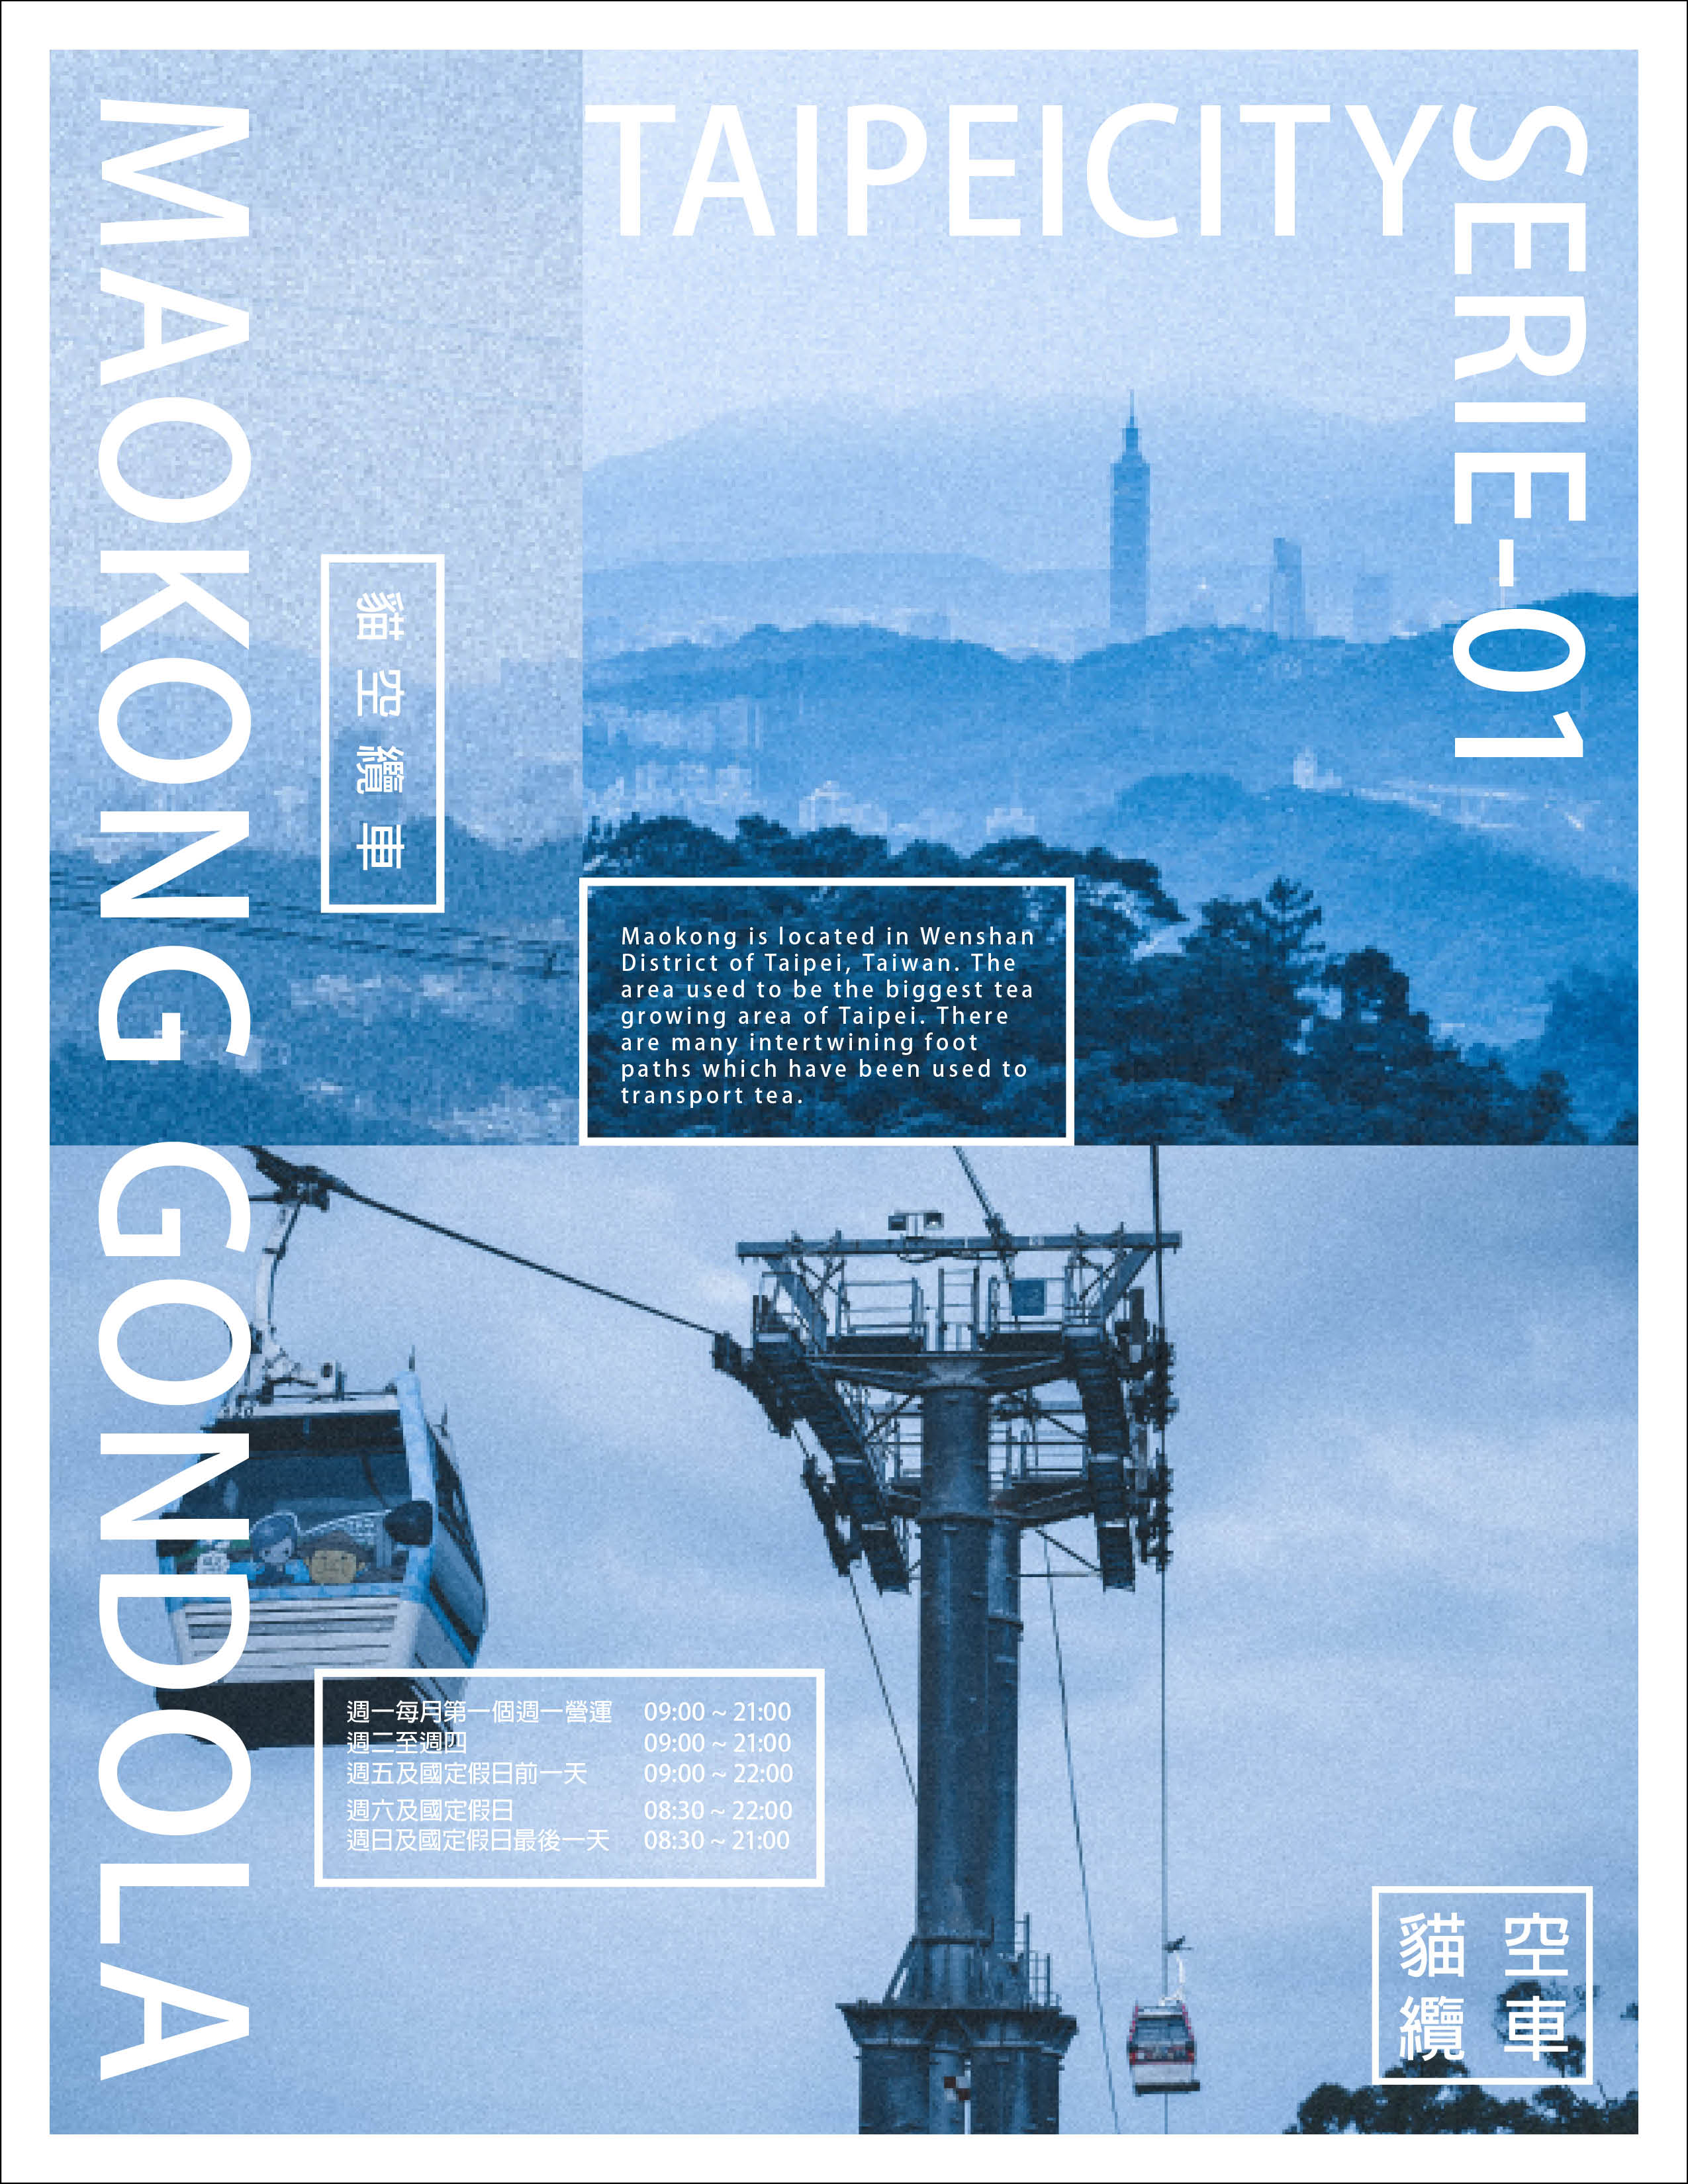 MAOKONG GONDOLA
TAIPEICITY
SERIE-01
貓空纜車
Maokong is located in Wenshan
District of Taipei, Taiwan. The
area used to be the biggest tea
growing area of Taipei. There
are many intertwining foot
paths which have been used to
transport tea.
週一每月第一個週一營運 09:00 ~ 21:00
週二至週四 09:00 ~ 21:00
週五及國定假日前一天 09:00 ~ 22:00
週六及國定假日 08:30 ~ 22:00
週日及國定假日最後一天 08:30 ~ 21:00
貓空
纜車